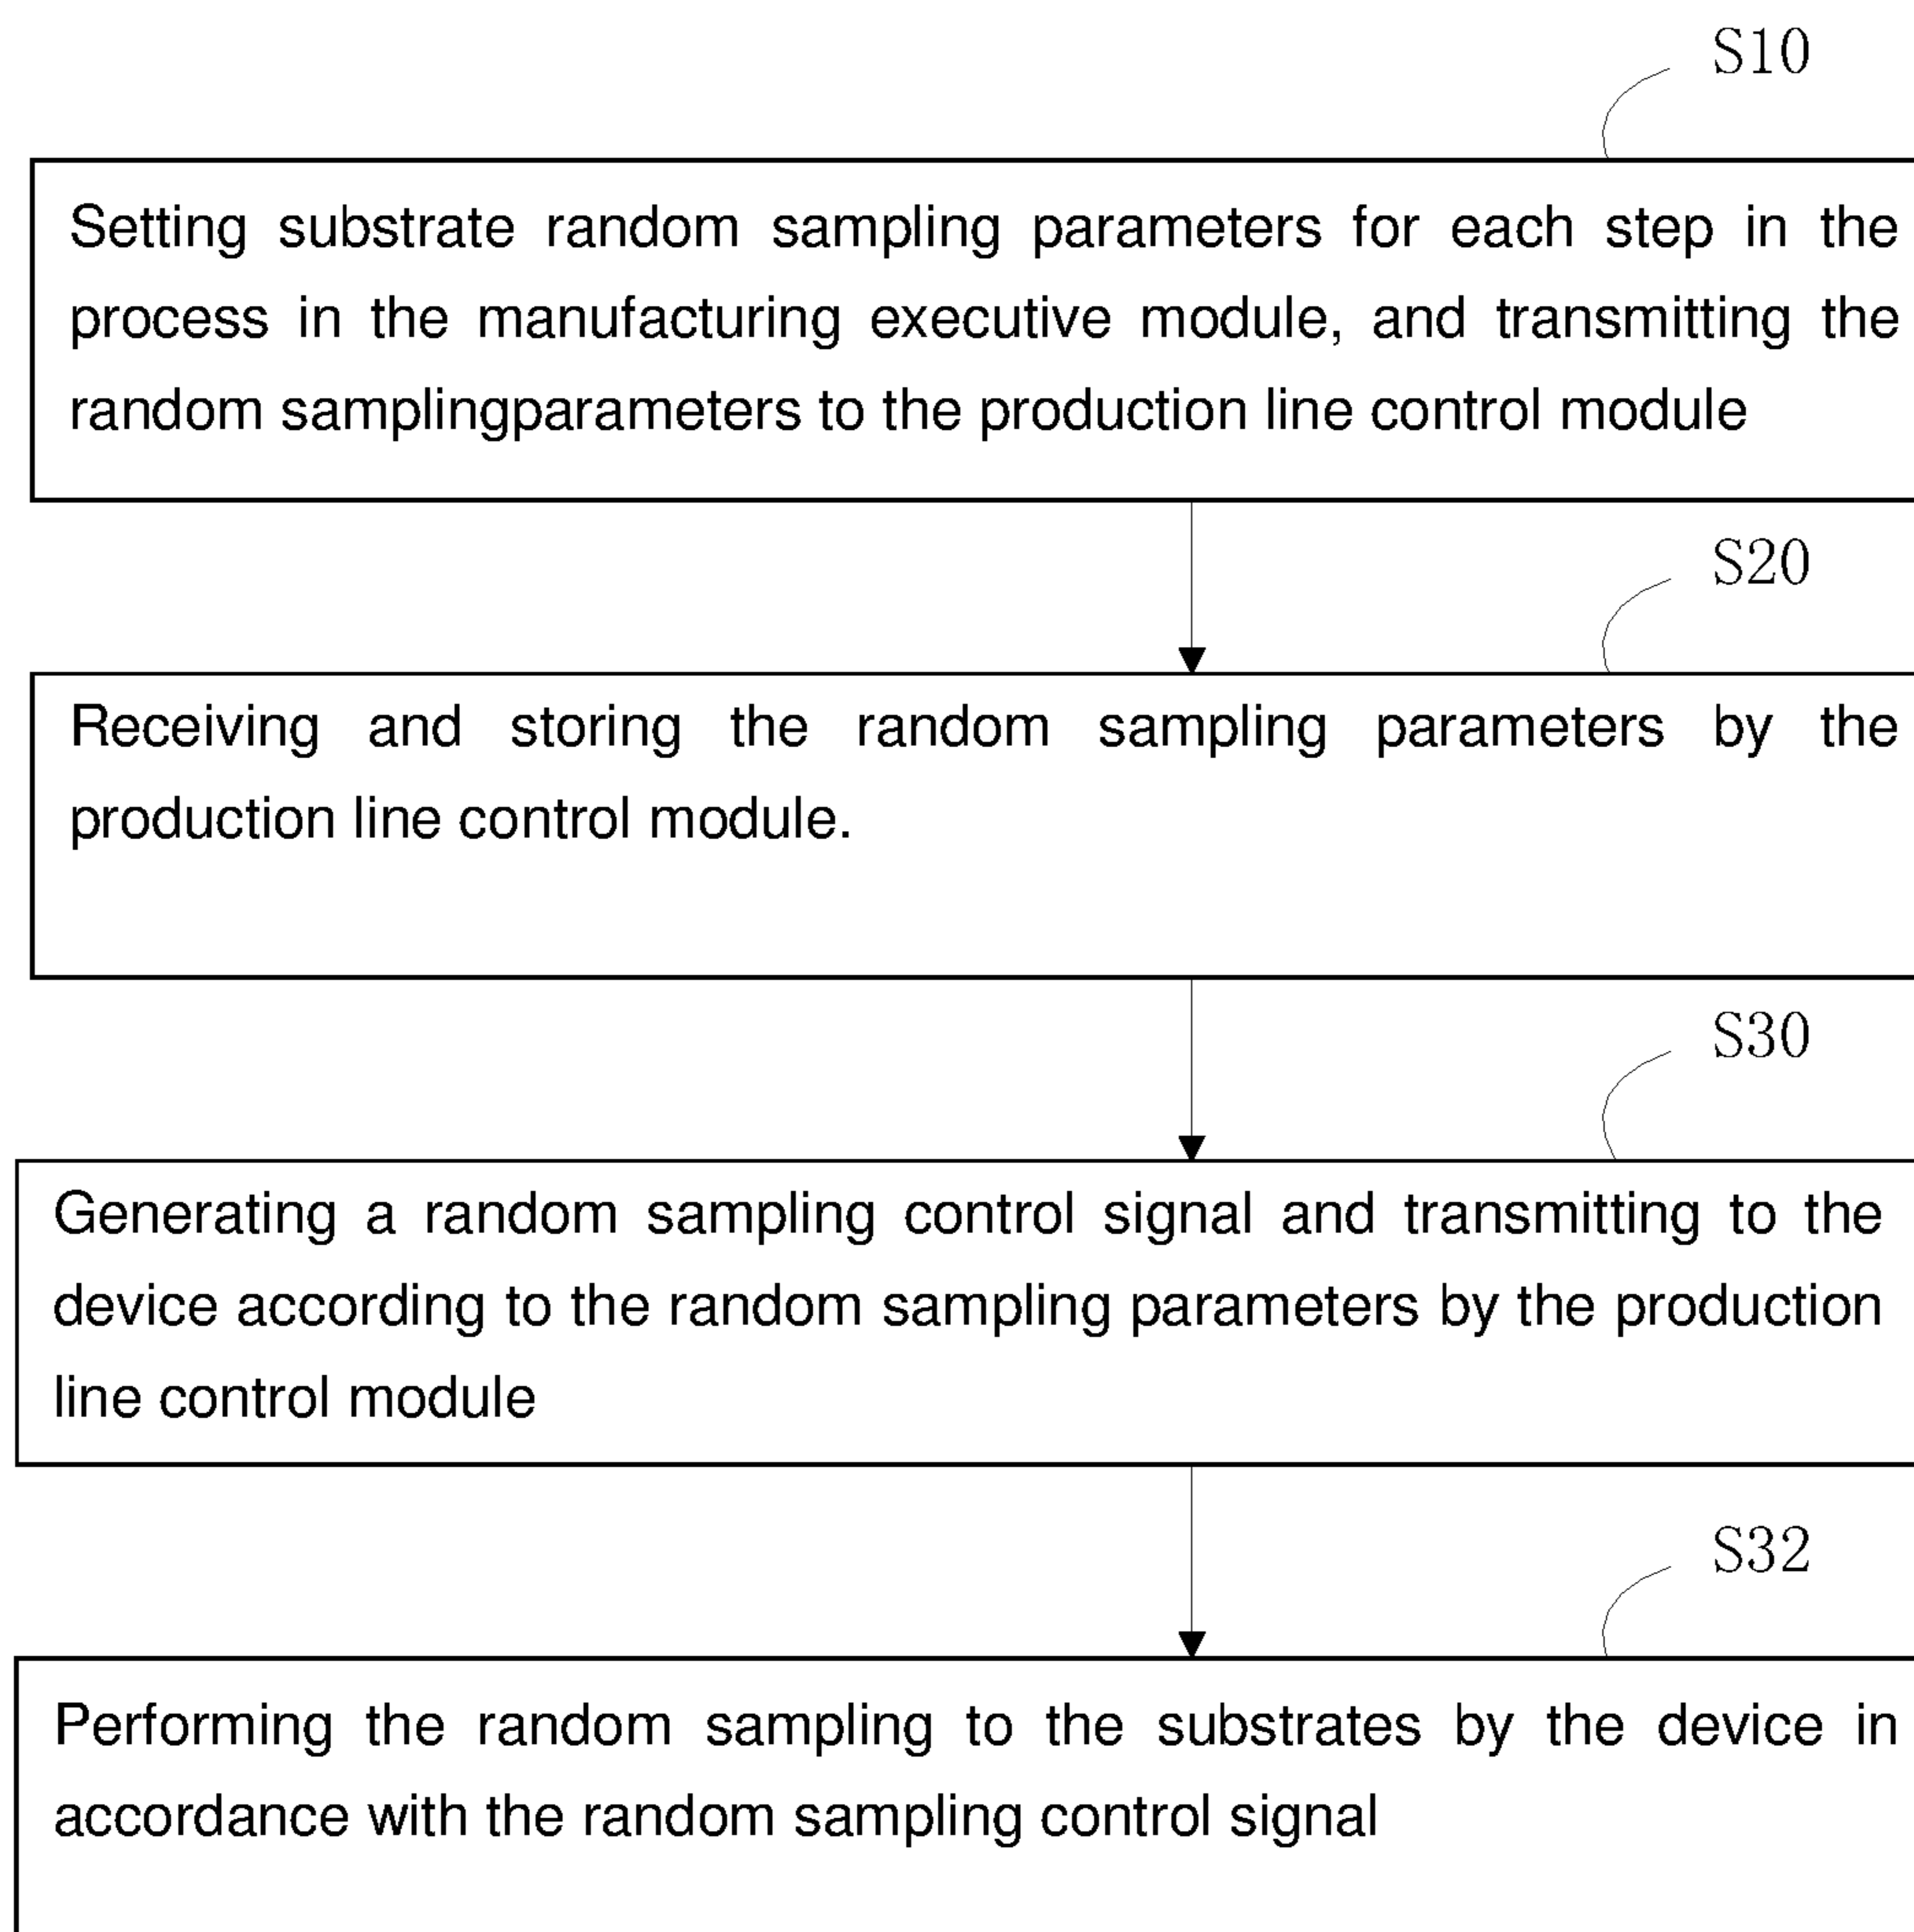 S10
Setting substrate random sampling parameters for each step in the
process in the manufacturing executive module, and transmitting the
random samplingparameters to the production line control module
S20
Receiving and storing the random sampling parameters by the
production line control module.
S30
Generating a random sampling control signal and transmitting to the
device according to the random sampling parameters by the production
line control module
S32
Performing the random sampling to the substrates by the device in
accordance with the random sampling control signal